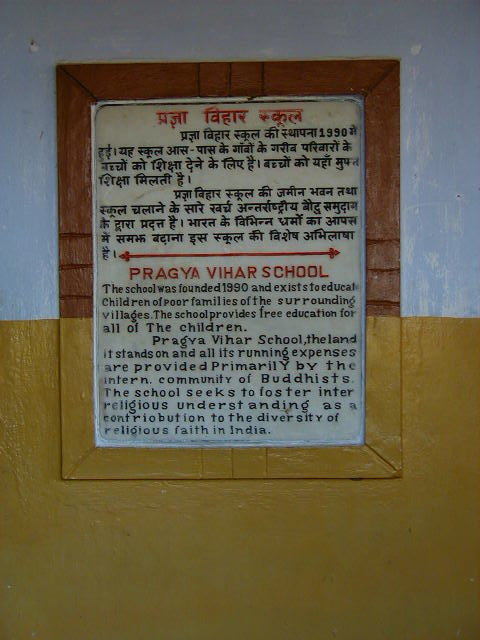 प्रज्ञा विहार स्कूल
प्रज्ञा विहार स्कूल की स्थापना 1990 में
हुई। यह स्कूल आस-पास के गाँवों के गरीब परिवारों के
बच्चों को शिक्षा देने के लिए है। बच्चों को यहाँ मुफ्त
शिक्षा मिलती है।
प्रज्ञा विहार स्कूल की जमीन भवन तथा
स्कूल चलाने के सारे खर्च अन्तर्राष्ट्रीय बौद्ध समुदाय
के द्वारा प्रदत्त है। भारत के विभिन्न धर्मों का आपस
में समझ बढ़ाना इस स्कूल की विशेष अभिलाषा
है।
PRAGYA VIHAR SCHOOL
The school was founded 1990 and exists to educat
Children of poor families of the surrounding
villages. The school provides free education for
all of The children.
Pragya Vihar School, the land
it stands on and all its running expenses
are provided Primarily by the
intern. community of Buddhists.
The school seeks to foster inter
religious understanding as a
contriobution to the diversity of
religious faith in India.